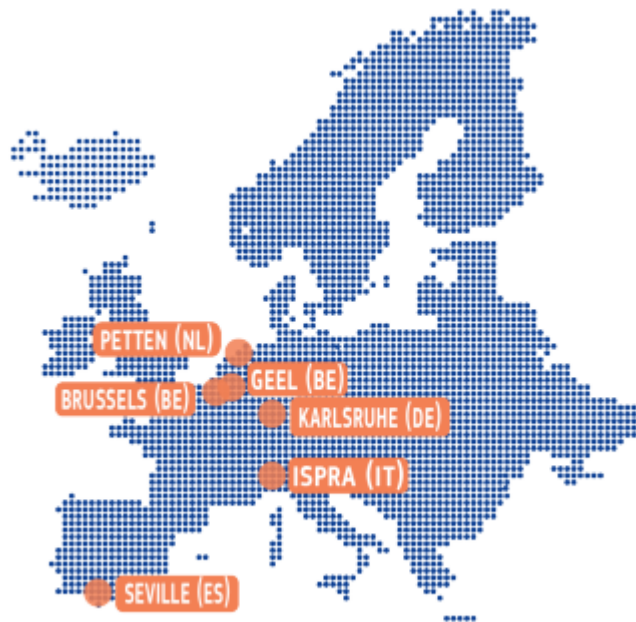 PETTEN (NL)
GEEL (BE)
BRUSSELS (BE)
KARLSRUHE (DE)
ISPRA (IT)
SEVILLE (ES)